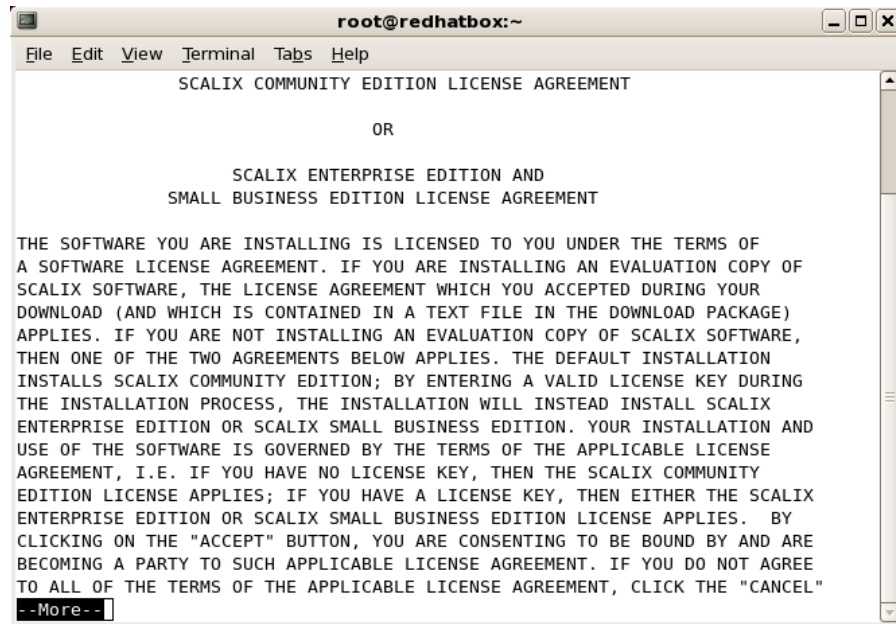 root@redhatbox:~
File Edit View Terminal Tabs Help
SCALIX COMMUNITY EDITION LICENSE AGREEMENT
OR
SCALIX ENTERPRISE EDITION AND
SMALL BUSINESS EDITION LICENSE AGREEMENT
THE SOFTWARE YOU ARE INSTALLING IS LICENSED TO YOU UNDER THE TERMS OF
A SOFTWARE LICENSE AGREEMENT. IF YOU ARE INSTALLING AN EVALUATION COPY OF
SCALIX SOFTWARE, THE LICENSE AGREEMENT WHICH YOU ACCEPTED DURING YOUR
DOWNLOAD (AND WHICH IS CONTAINED IN A TEXT FILE IN THE DOWNLOAD PACKAGE)
APPLIES. IF YOU ARE NOT INSTALLING AN EVALUATION COPY OF SCALIX SOFTWARE,
THEN ONE OF THE TWO AGREEMENTS BELOW APPLIES. THE DEFAULT INSTALLATION
INSTALLS SCALIX COMMUNITY EDITION; BY ENTERING A VALID LICENSE KEY DURING
THE INSTALLATION PROCESS, THE INSTALLATION WILL INSTEAD INSTALL SCALIX
ENTERPRISE EDITION OR SCALIX SMALL BUSINESS EDITION. YOUR INSTALLATION AND
USE OF THE SOFTWARE IS GOVERNED BY THE TERMS OF THE APPLICABLE LICENSE
AGREEMENT, I.E. IF YOU HAVE NO LICENSE KEY, THEN THE SCALIX COMMUNITY
EDITION LICENSE APPLIES; IF YOU HAVE A LICENSE KEY, THEN EITHER THE SCALIX
ENTERPRISE EDITION OR SCALIX SMALL BUSINESS EDITION LICENSE APPLIES.  BY
CLICKING ON THE "ACCEPT" BUTTON, YOU ARE CONSENTING TO BE BOUND BY AND ARE
BECOMING A PARTY TO SUCH APPLICABLE LICENSE AGREEMENT. IF YOU DO NOT AGREE
TO ALL OF THE TERMS OF THE APPLICABLE LICENSE AGREEMENT, CLICK THE "CANCEL"
--More--